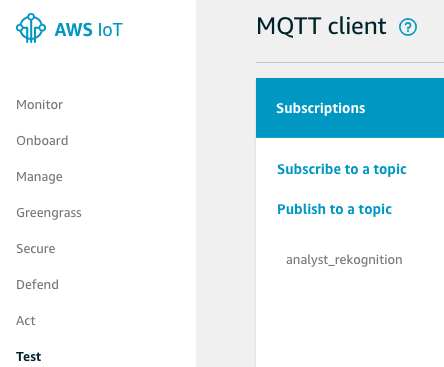 AWS IoT
Monitor
Onboard
Manage
Greengrass
Secure
Defend
Act
Test
MQTT client ?
Subscriptions
Subscribe to a topic
Publish to a topic
analyst_rekognition